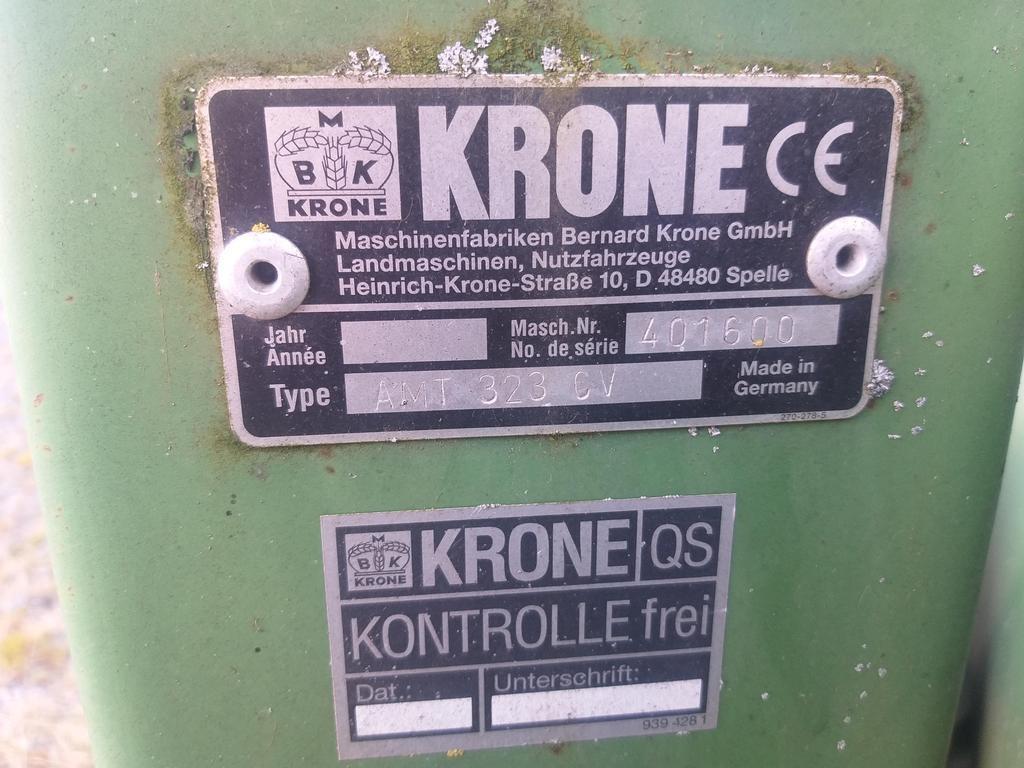 M
B K
KRONE
KRONE CE
Maschinenfabriken Bernard Krone GmbH
Landmaschinen, Nutzfahrzeuge
Heinrich-Krone-Straße 10, D 48480 Spelle
Jahr
Année
Masch.Nr.
No. de série
401600
Type
AMT 323 CV
Made in
Germany
270-278-5
M
B K
KRONE
KRONE QS
KONTROLLE frei
Dat.: Unterschrift:
939 428 1